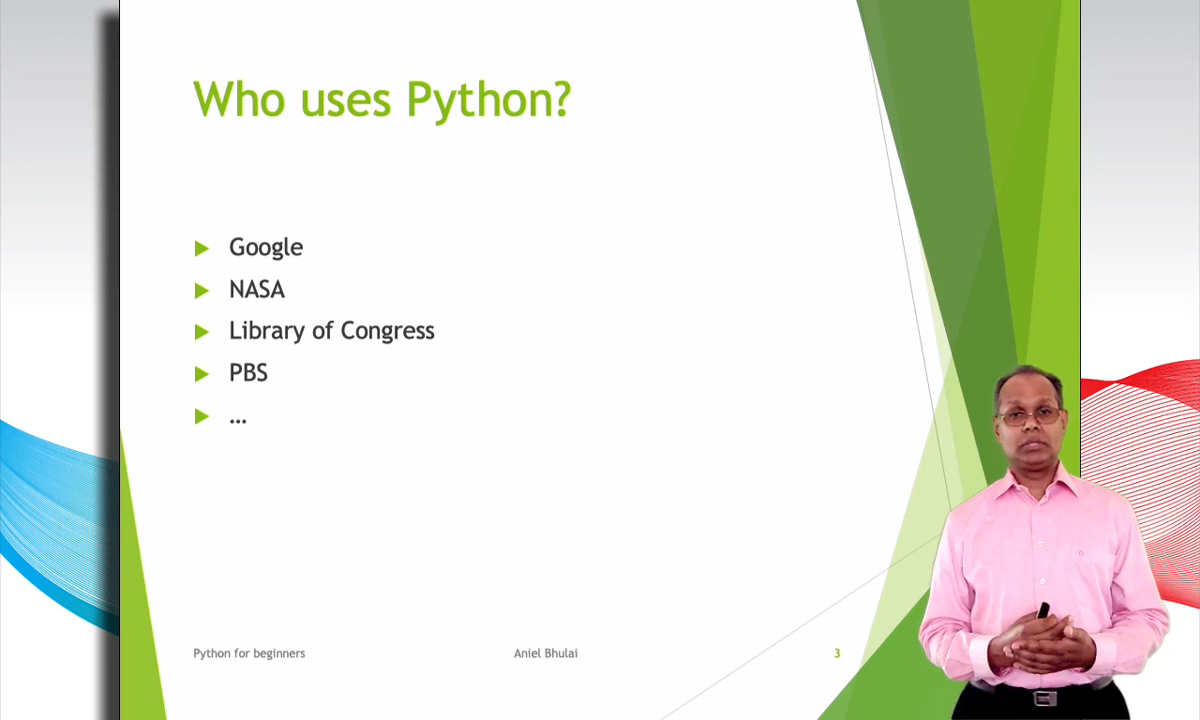 Who uses Python?
Google
NASA
Library of Congress
PBS
...
Python for beginners
Aniel Bhulai
3